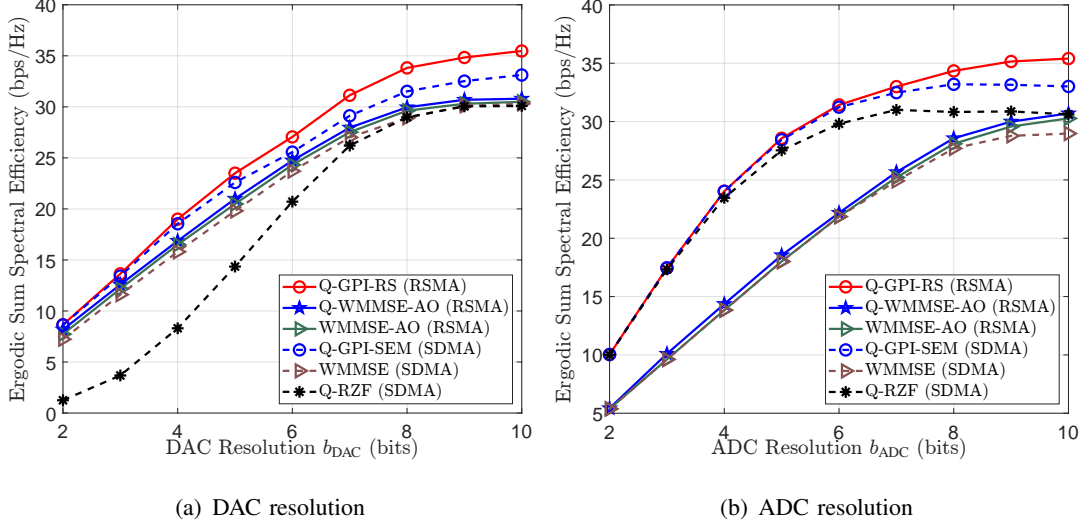 Ergodic Sum Spectral Efficiency (bps/Hz)
40
35
30
25
20
15
10
5
0
2
4
6
8
10
DAC Resolution b_DAC (bits)
Q-GPI-RS (RSMA)
Q-WMMSE-AO (RSMA)
WMMSE-AO (RSMA)
Q-GPI-SEM (SDMA)
WMMSE (SDMA)
Q-RZF (SDMA)
(a) DAC resolution
Ergodic Sum Spectral Efficiency (bps/Hz)
40
35
30
25
20
15
10
5
2
4
6
8
10
ADC Resolution b_ADC (bits)
Q-GPI-RS (RSMA)
Q-WMMSE-AO (RSMA)
WMMSE-AO (RSMA)
Q-GPI-SEM (SDMA)
WMMSE (SDMA)
Q-RZF (SDMA)
(b) ADC resolution